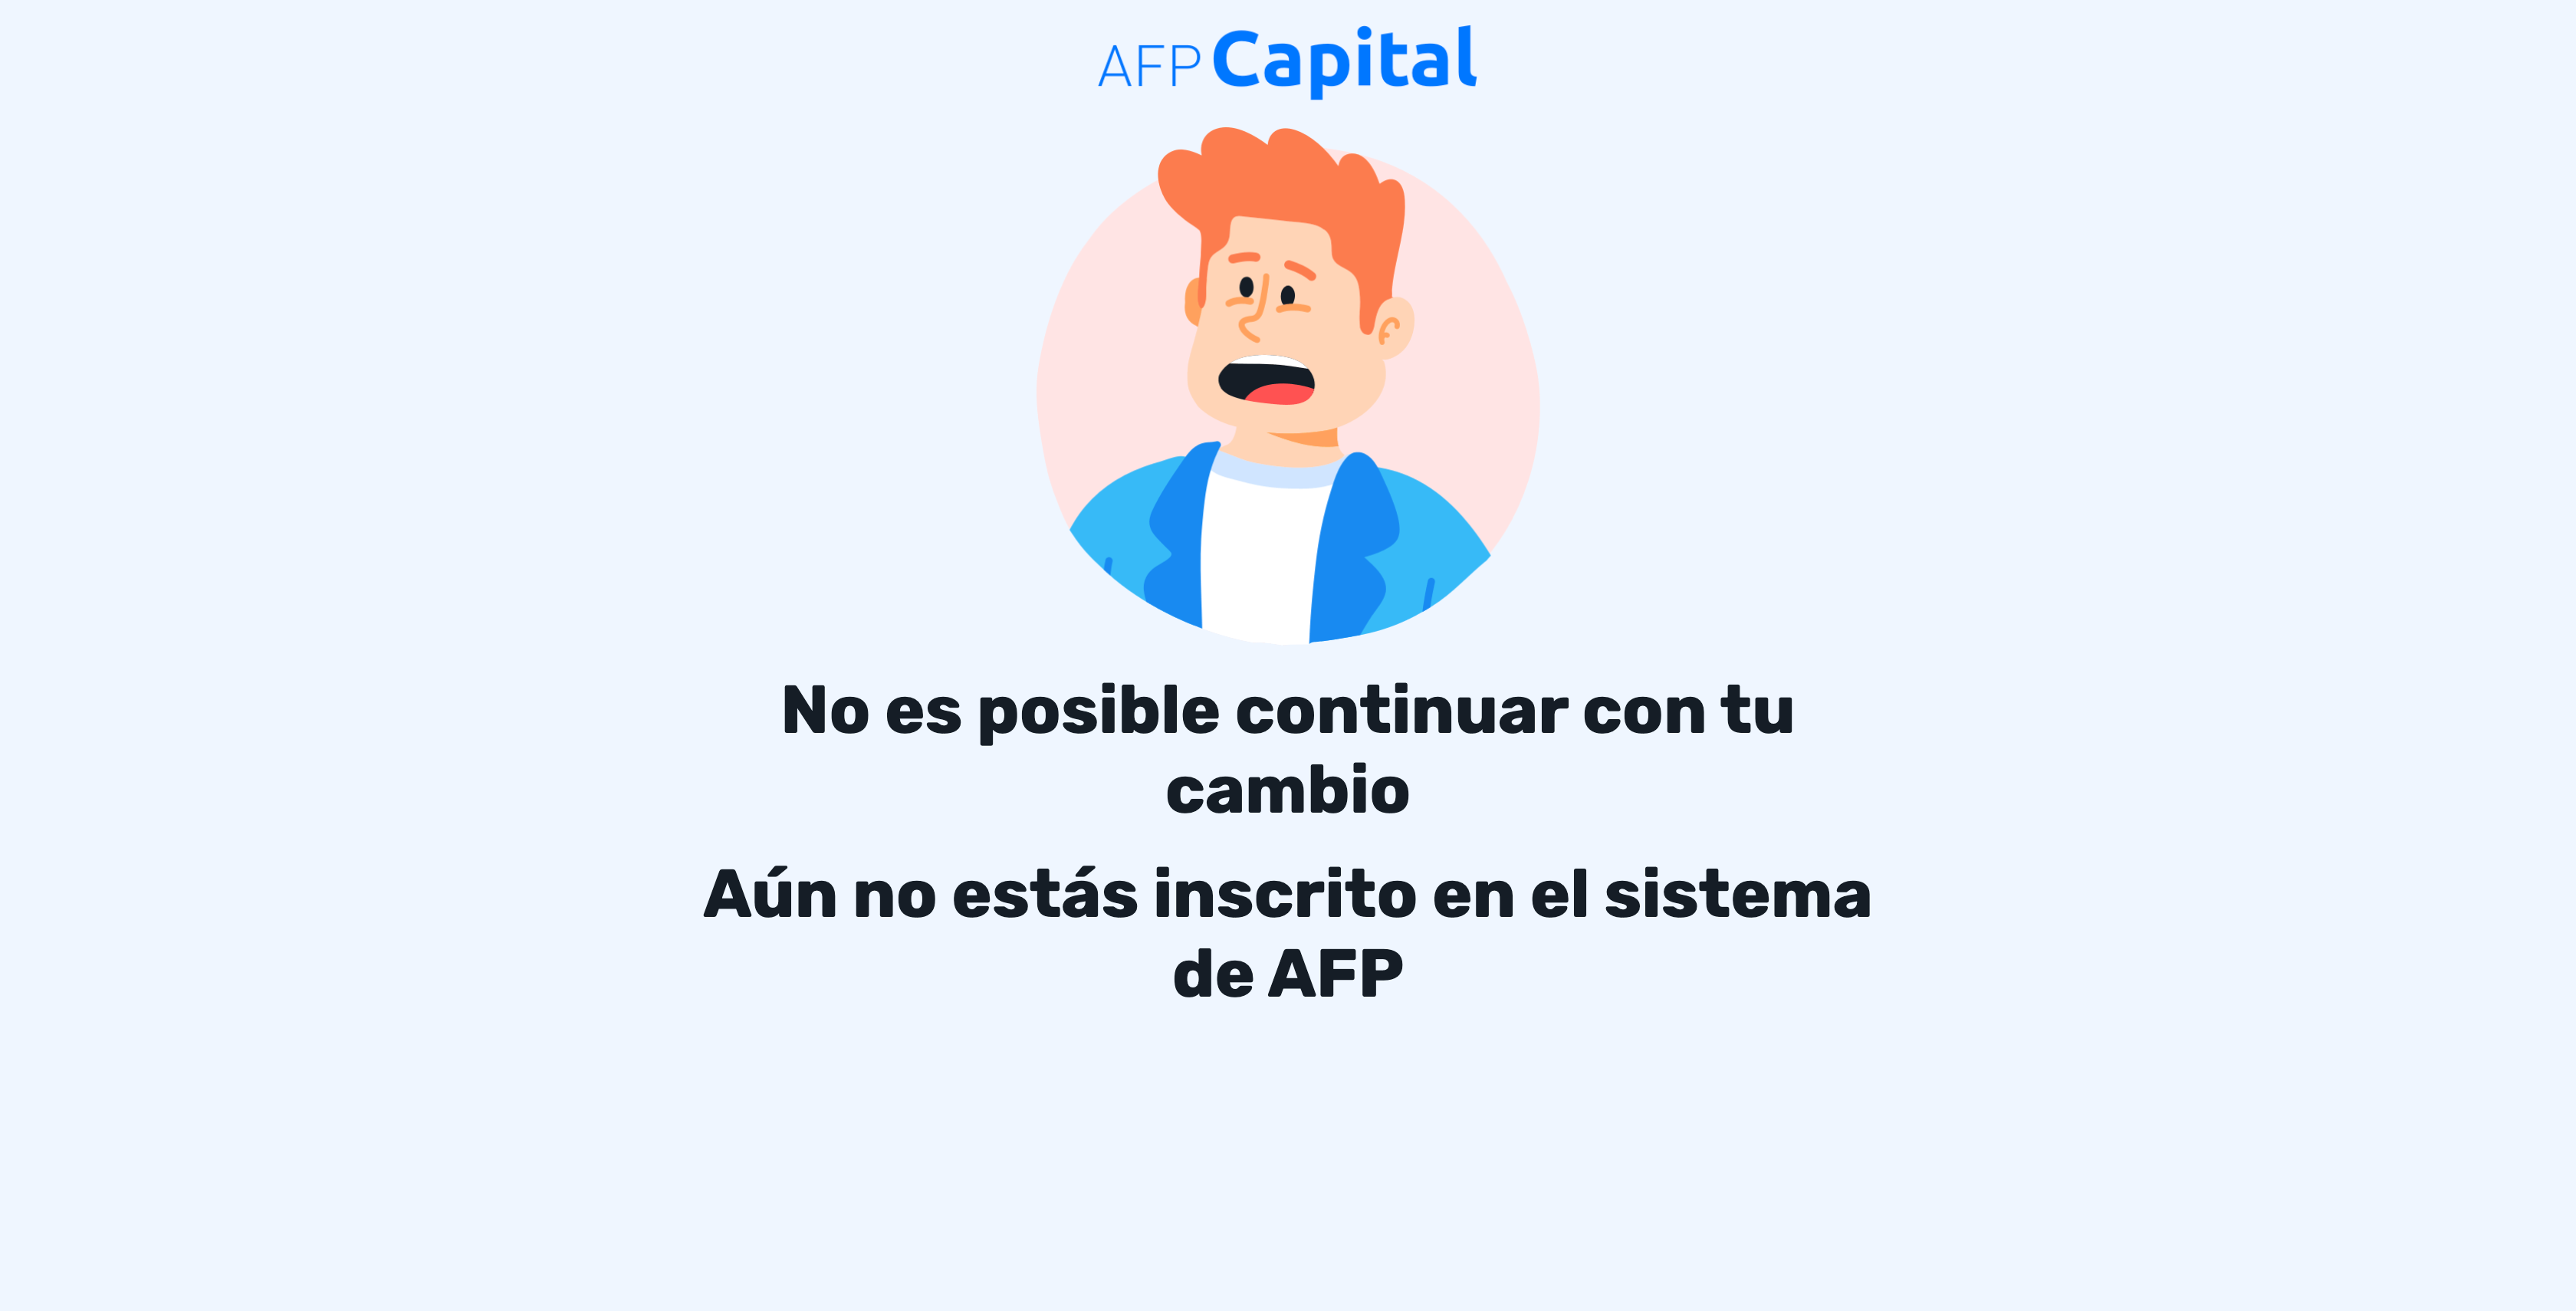 AFP Capital
No es posible continuar con tu
cambio
Aún no estás inscrito en el sistema
de AFP